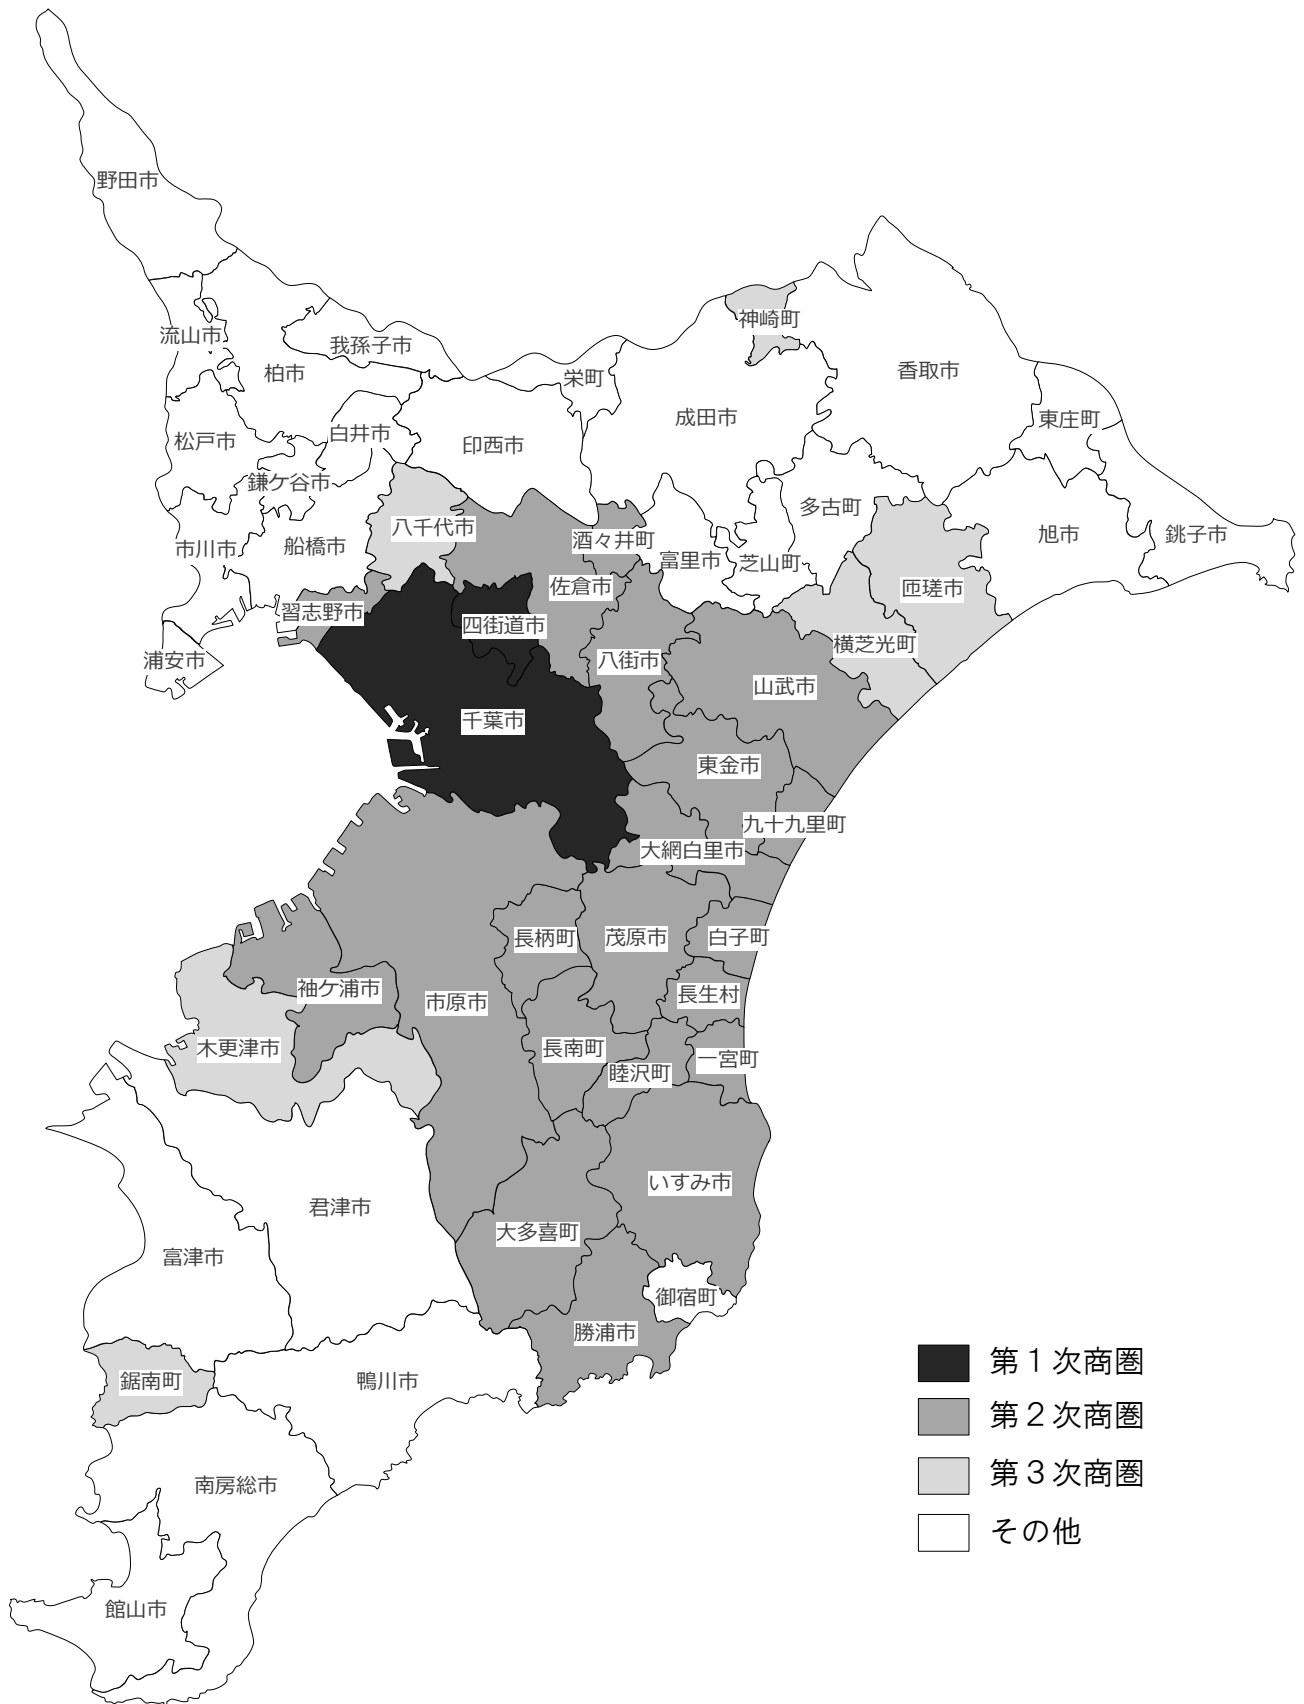 野田市
流山市
我孫子市
柏市
神崎町
栄町
香取市
成田市
東庄町
松戸市
白井市
印西市
鎌ケ谷市
多古町
八千代市
酒々井町
市川市
船橋市
富里市
芝山町
旭市
銚子市
佐倉市
匝瑳市
習志野市
四街道市
横芝光町
浦安市
八街市
山武市
千葉市
東金市
九十九里町
大網白里市
長柄町
茂原市
白子町
袖ケ浦市
市原市
長生村
木更津市
長南町
睦沢町
一宮町
いすみ市
君津市
大多喜町
富津市
御宿町
勝浦市
鋸南町
鴨川市
南房総市
館山市
第１次商圏
第２次商圏
第３次商圏
その他